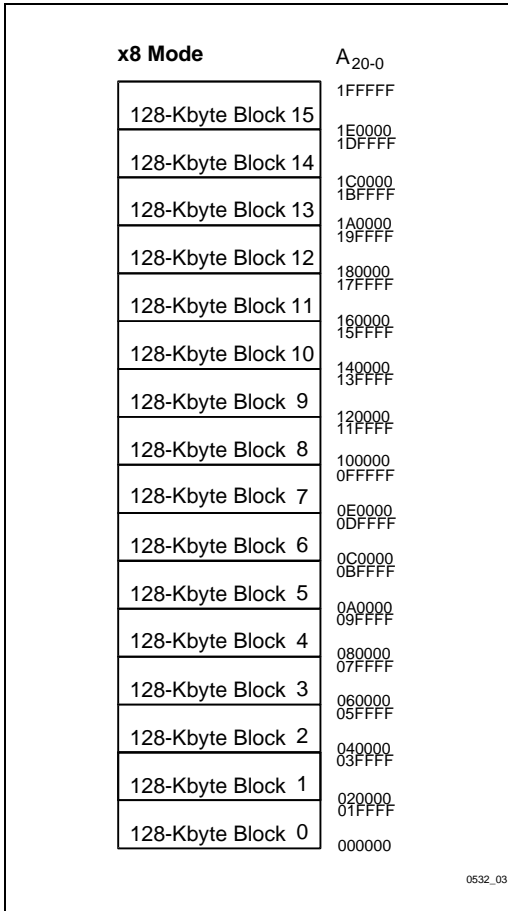 x8 Mode A20-0
1FFFFF
128-Kbyte Block 15
1E0000
1DFFFF
128-Kbyte Block 14
1C0000
1BFFFF
128-Kbyte Block 13
1A0000
19FFFF
128-Kbyte Block 12
180000
17FFFF
128-Kbyte Block 11
160000
15FFFF
128-Kbyte Block 10
140000
13FFFF
128-Kbyte Block 9
120000
11FFFF
128-Kbyte Block 8
100000
0FFFFF
128-Kbyte Block 7
0E0000
0DFFFF
128-Kbyte Block 6
0C0000
0BFFFF
128-Kbyte Block 5
0A0000
09FFFF
128-Kbyte Block 4
080000
07FFFF
128-Kbyte Block 3
060000
05FFFF
128-Kbyte Block 2
040000
03FFFF
128-Kbyte Block 1
020000
01FFFF
128-Kbyte Block 0
000000
0532_03